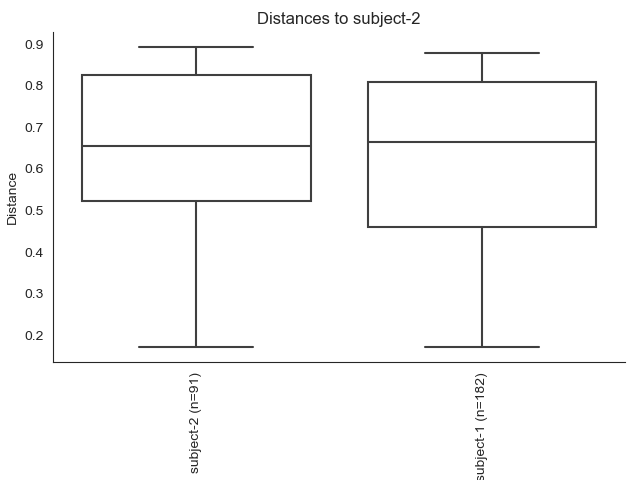 Distances to subject-2
Distance
0.9
0.8
0.7
0.6
0.5
0.4
0.3
0.2
subject-2 (n=91)
subject-1 (n=182)